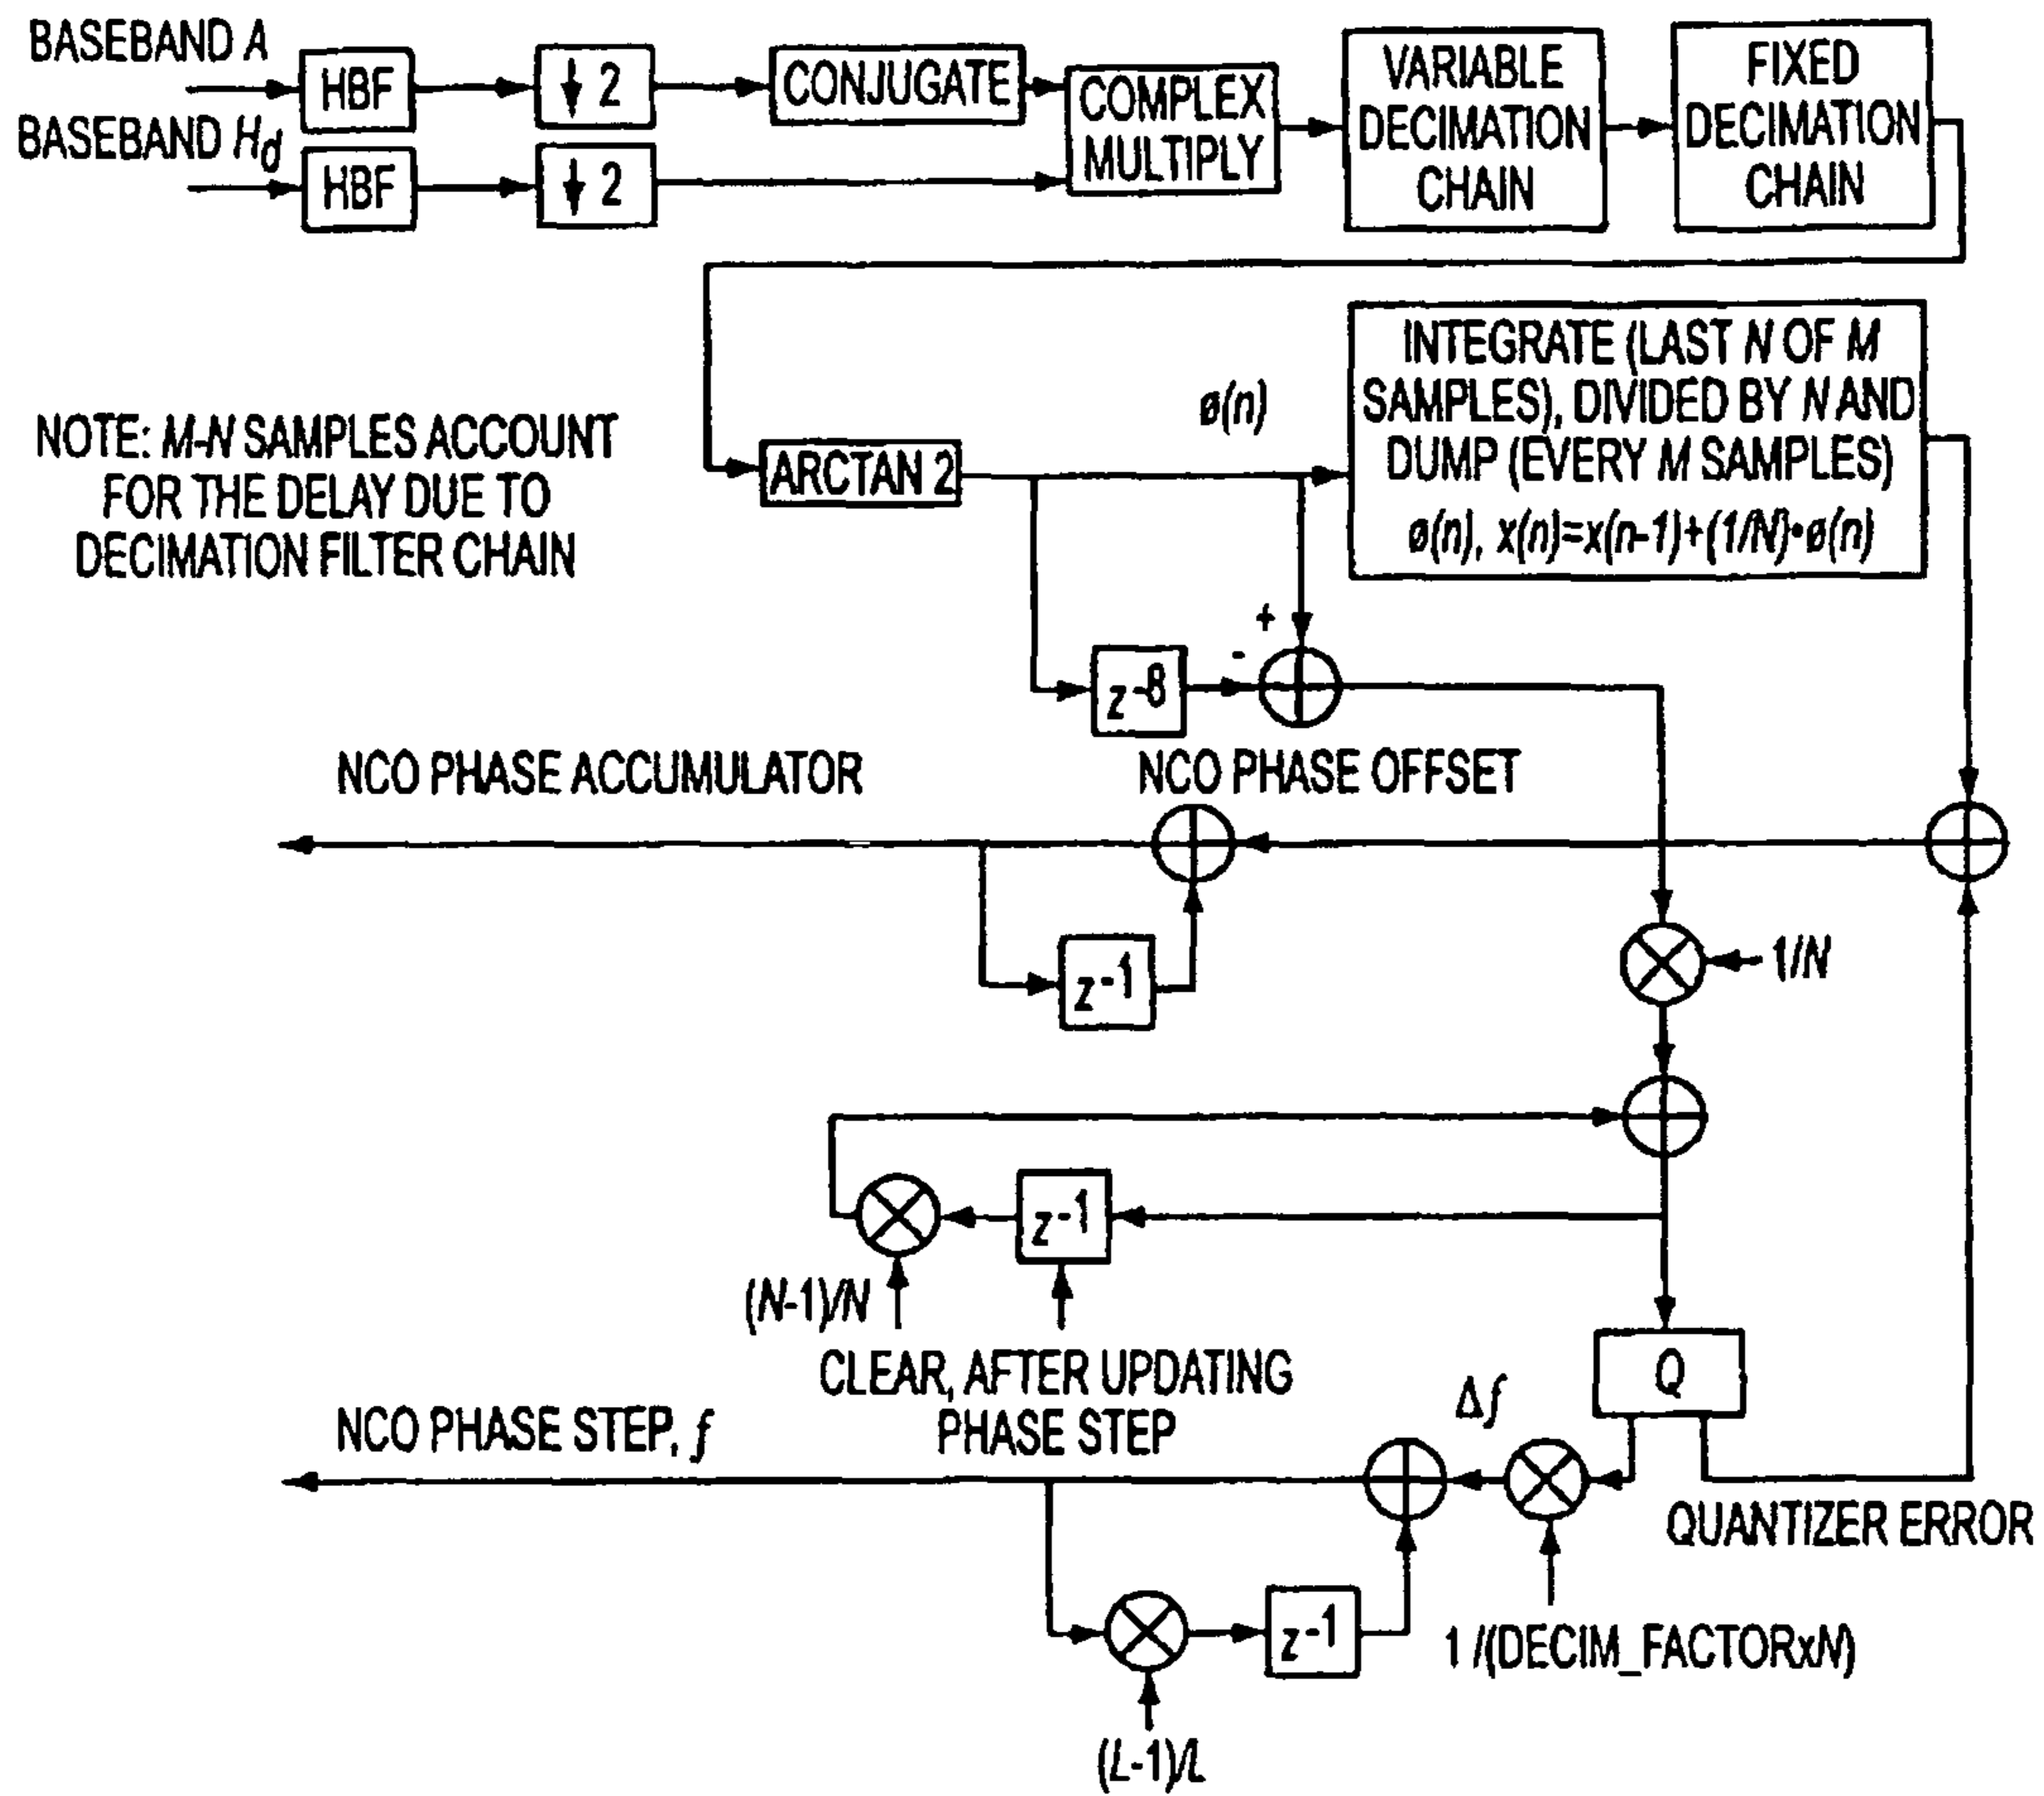 BASEBAND A
HBF
↓ 2
CONJUGATE
COMPLEX
MULTIPLY
VARIABLE
DECIMATION
CHAIN
FIXED
DECIMATION
CHAIN
BASEBAND Hd
HBF
↓ 2
NOTE: M-N SAMPLES ACCOUNT
FOR THE DELAY DUE TO
DECIMATION FILTER CHAIN
ARCTAN 2
ø(n)
INTEGRATE (LAST N OF M
SAMPLES), DIVIDED BY N AND
DUMP (EVERY M SAMPLES)
ø(n), x(n)=x(n-1)+(1/N)•ø(n)
+
-
z-8
NCO PHASE ACCUMULATOR
NCO PHASE OFFSET
z-1
1/N
z-1
(N-1)/N
CLEAR, AFTER UPDATING
PHASE STEP
Q
Δf
NCO PHASE STEP, f
QUANTIZER ERROR
z-1
1/(DECIM_FACTORxN)
(L-1)/L